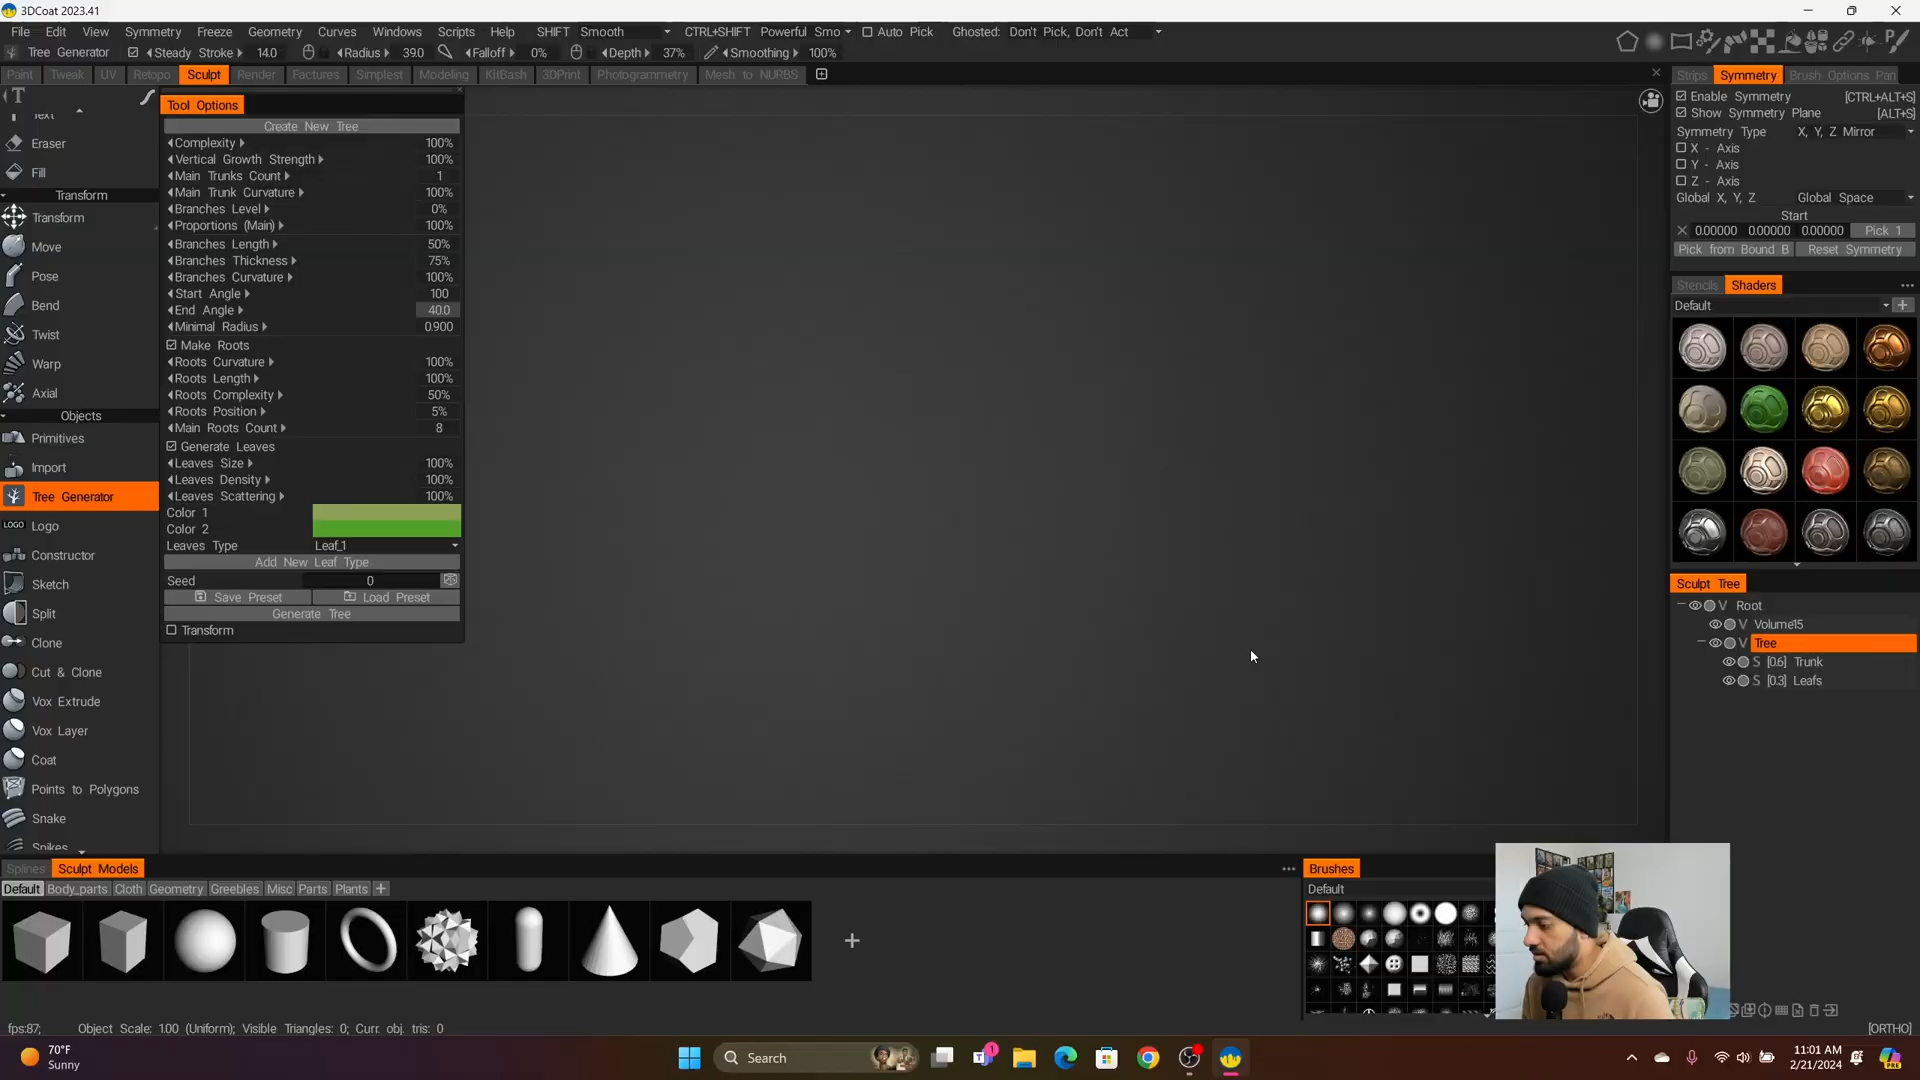 3DCoat 2023.41
File Edit View Symmetry Freeze Geometry Curves Windows Scripts Help SHIFT Smooth CTRL+SHIFT Powerful Smo Auto Pick Ghosted: Don't Pick, Don't Act
Tree Generator Steady Stroke 14.0 Radius 39.0 Falloff 0% Depth 37% Smoothing 100%
Paint Tweak UV Retopo Sculpt Render Factures Simplest Modeling KitBash 3DPrint Photogrammetry Mesh to NURBS
Text
Eraser
Fill
Transform
Transform
Move
Pose
Bend
Twist
Warp
Axial
Objects
Primitives
Import
Tree Generator
LOGO Logo
Constructor
Sketch
Split
Clone
Cut & Clone
Vox Extrude
Vox Layer
Coat
Points to Polygons
Snake
Spikes
Tool Options
Create New Tree
Complexity 100%
Vertical Growth Strength 100%
Main Trunks Count 1
Main Trunk Curvature 100%
Branches Level 0%
Proportions (Main) 100%
Branches Length 50%
Branches Thickness 75%
Branches Curvature 100%
Start Angle 100
End Angle 40.0
Minimal Radius 0.900
Make Roots
Roots Curvature 100%
Roots Length 100%
Roots Complexity 50%
Roots Position 5%
Main Roots Count 8
Generate Leaves
Leaves Size 100%
Leaves Density 100%
Leaves Scattering 100%
Color 1
Color 2
Leaves Type Leaf_1
Add New Leaf Type
Seed 0
Save Preset Load Preset
Generate Tree
Transform
Strips Symmetry Brush Options Pan
Enable Symmetry [CTRL+ALT+S]
Show Symmetry Plane [ALT+S]
Symmetry Type X, Y, Z Mirror
X - Axis
Y - Axis
Z - Axis
Global X, Y, Z Global Space
Start
0.00000 0.00000 0.00000 Pick 1
Pick from Bound B Reset Symmetry
Stencils Shaders
Default
Sculpt Tree
V Root
V Volume15
V Tree
S [0.6] Trunk
S [0.3] Leafs
Splines Sculpt Models
Default Body_parts Cloth Geometry Greebles Misc Parts Plants
Brushes
Default
fps:87; Object Scale: 1.00 (Uniform); Visible Triangles: 0; Curr. obj. tris: 0
[ORTHO]
70°F
Sunny
Search
1
11:01 AM
2/21/2024